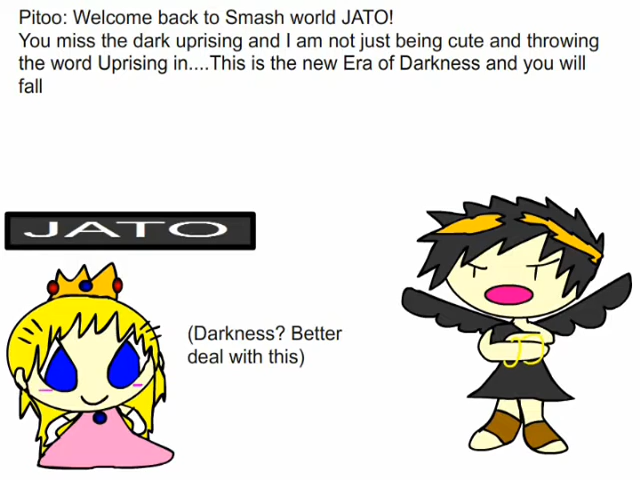 Pitoo: Welcome back to Smash world JATO!
You miss the dark uprising and I am not just being cute and throwing
the word Uprising in....This is the new Era of Darkness and you will
fall
JATO
(Darkness? Better
deal with this)